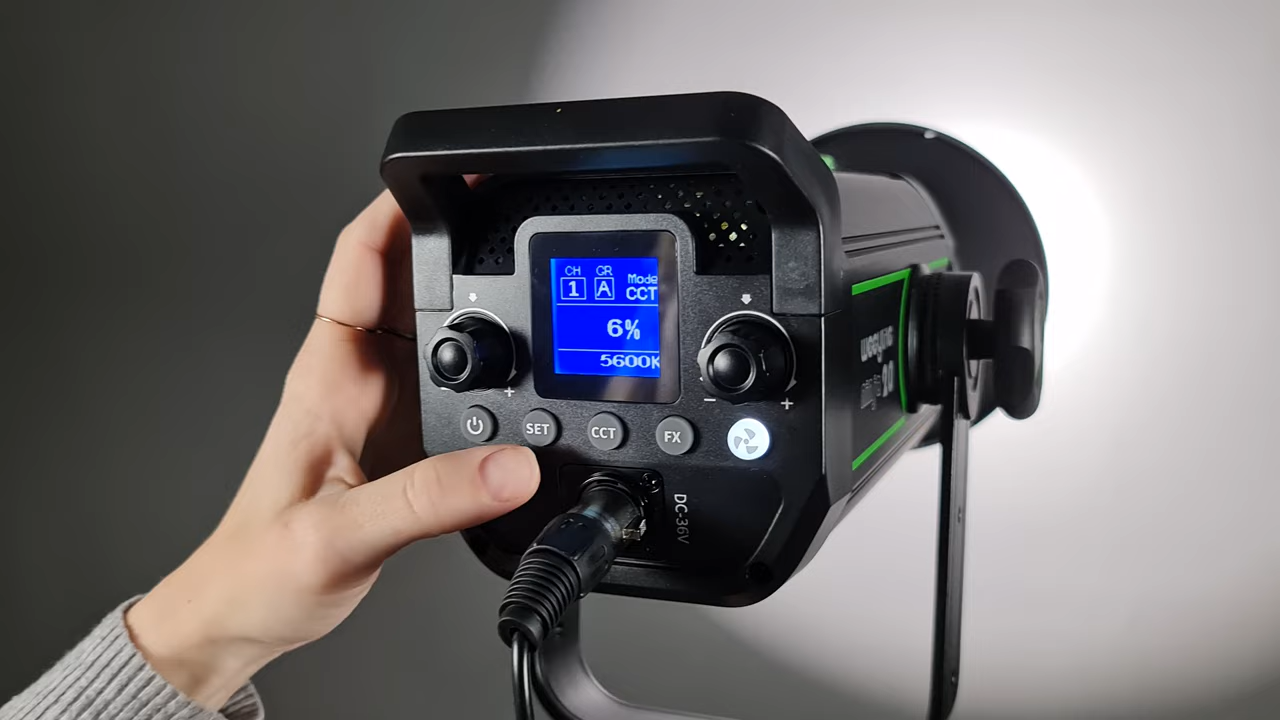 CH GR Mode
1 A CCT
6%
5600K
+
− +
SET CCT FX
DC-36V